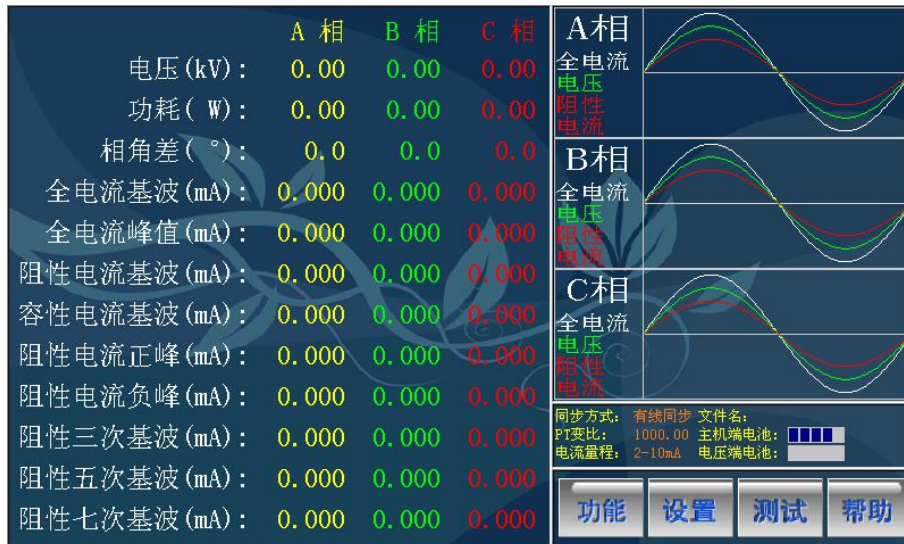 A 相 B 相 C 相
电压(kV): 0.00 0.00 0.00
功耗( W): 0.00 0.00 0.00
相角差( °): 0.0 0.0 0.0
全电流基波(mA): 0.000 0.000 0.000
全电流峰值(mA): 0.000 0.000 0.000
阻性电流基波(mA): 0.000 0.000 0.000
容性电流基波(mA): 0.000 0.000 0.000
阻性电流正峰(mA): 0.000 0.000 0.000
阻性电流负峰(mA): 0.000 0.000 0.000
阻性三次基波(mA): 0.000 0.000 0.000
阻性五次基波(mA): 0.000 0.000 0.000
阻性七次基波(mA): 0.000 0.000 0.000
A相
全电流
电压
阻性
电流
B相
全电流
电压
阻性
电流
C相
全电流
电压
阻性
电流
同步方式: 有线同步 文件名:
PT变比: 1000.00 主机端电池:
电流量程: 2-10mA 电压端电池:
功能 设置 测试 帮助